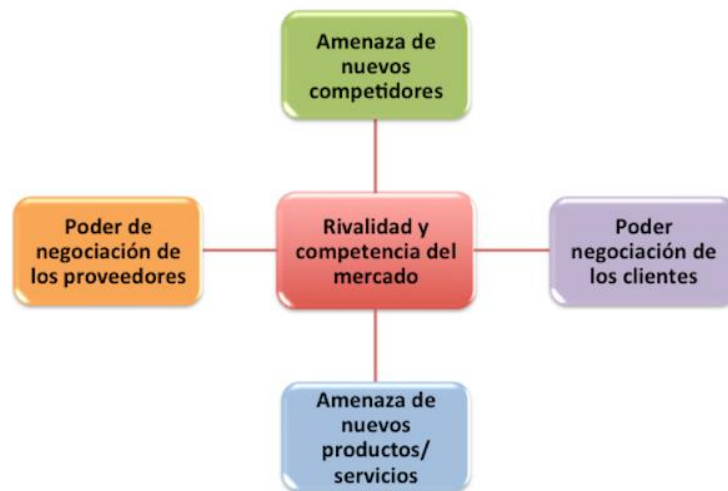 Amenaza de
nuevos
competidores
Poder de
negociación de
los proveedores
Rivalidad y
competencia del
mercado
Poder
negociación de
los clientes
Amenaza de
nuevos
productos/
servicios